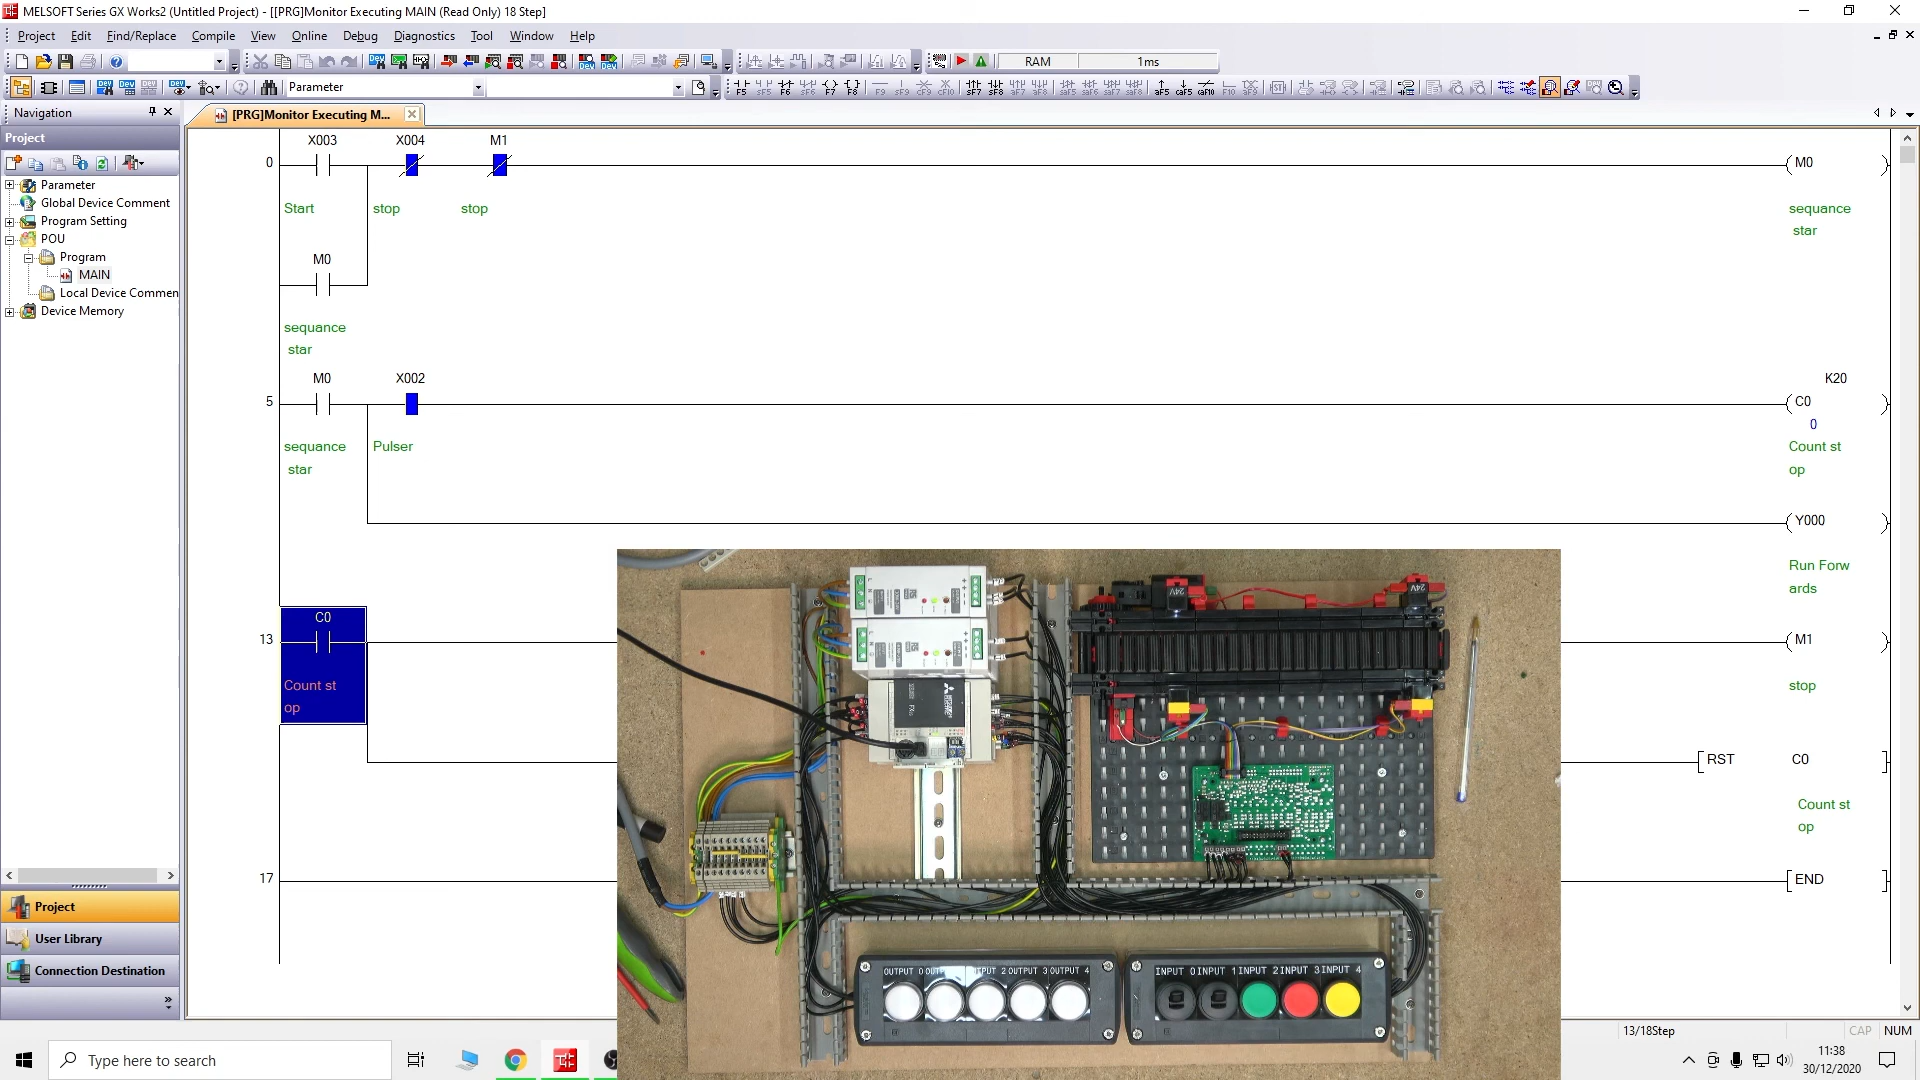 MELSOFT Series GX Works2 (Untitled Project) - [[PRG]Monitor Executing MAIN (Read Only) 18 Step]
Project Edit Find/Replace Compile View Online Debug Diagnostics Tool Window Help
RAM 1ms
Parameter
Navigation
[PRG]Monitor Executing M...
Project
Parameter
Global Device Comment
Program Setting
POU
Program
MAIN
Local Device Commen
Device Memory
Project
User Library
Connection Destination
X003 X004 M1
0 M0
Start stop stop sequance
star
M0
sequance
star
M0 X002 K20
5 C0
0
sequance Pulser Count st
star op
Y000
Run Forw
ards
C0
13 M1
Count st stop
op
RST C0
Count st
op
17 END
24V 24V
OUTPUT 2 OUTPUT 3 OUTPUT 4
INPUT 0 INPUT 1 INPUT 2 INPUT 3 INPUT 4
13/18Step CAP NUM
Type here to search
11:38
30/12/2020